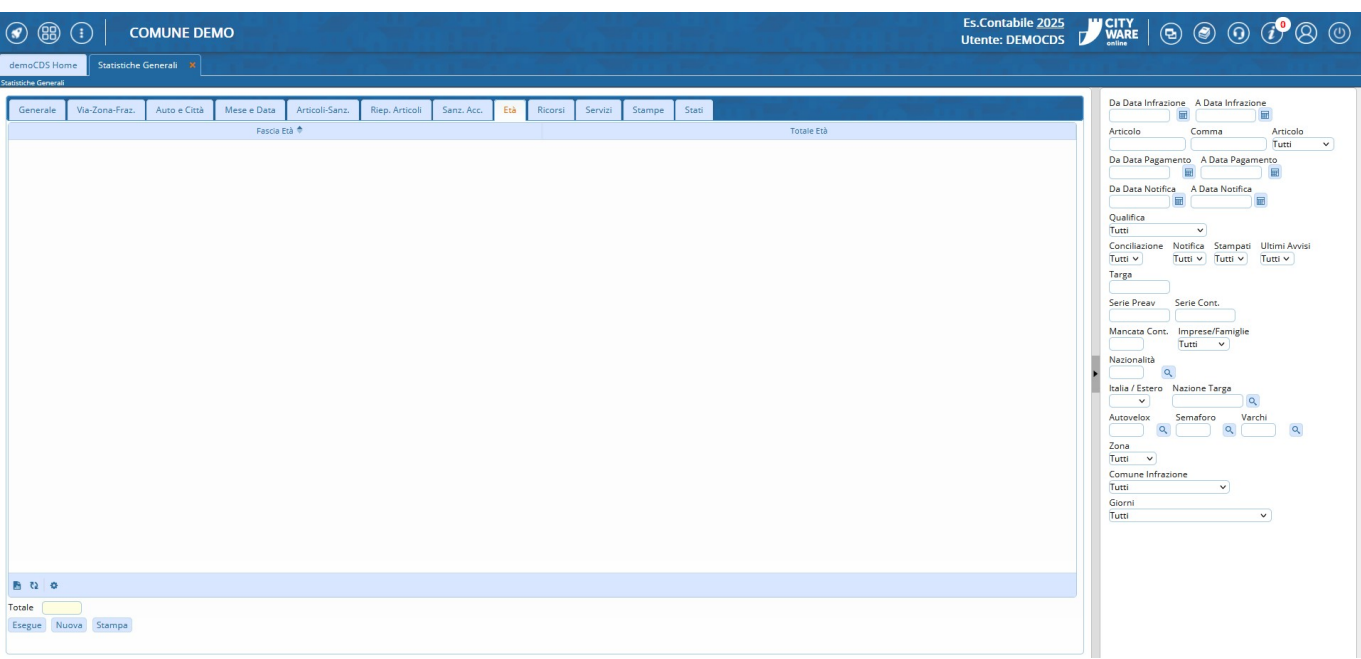 COMUNE DEMO
Es.Contabile 2025
Utente: DEMOCDS
CITY
WARE
online
0
demoCDS Home Statistiche Generali ×
Statistiche Generali
Generale Via-Zona-Fraz. Auto e Città Mese e Data Articoli-Sanz. Riep. Articoli Sanz. Acc. Età Ricorsi Servizi Stampe Stati
Fascia Età Totale Età
Totale
Esegue Nuova Stampa
Da Data Infrazione A Data Infrazione
Articolo Comma Articolo
Tutti
Da Data Pagamento A Data Pagamento
Da Data Notifica A Data Notifica
Qualifica
Tutti
Conciliazione Notifica Stampati Ultimi Avvisi
Tutti Tutti Tutti Tutti
Targa
Serie Preav Serie Cont.
Mancata Cont. Imprese/Famiglie
Tutti
Nazionalità
Italia / Estero Nazione Targa
Autovelox Semaforo Varchi
Zona
Tutti
Comune Infrazione
Tutti
Giorni
Tutti